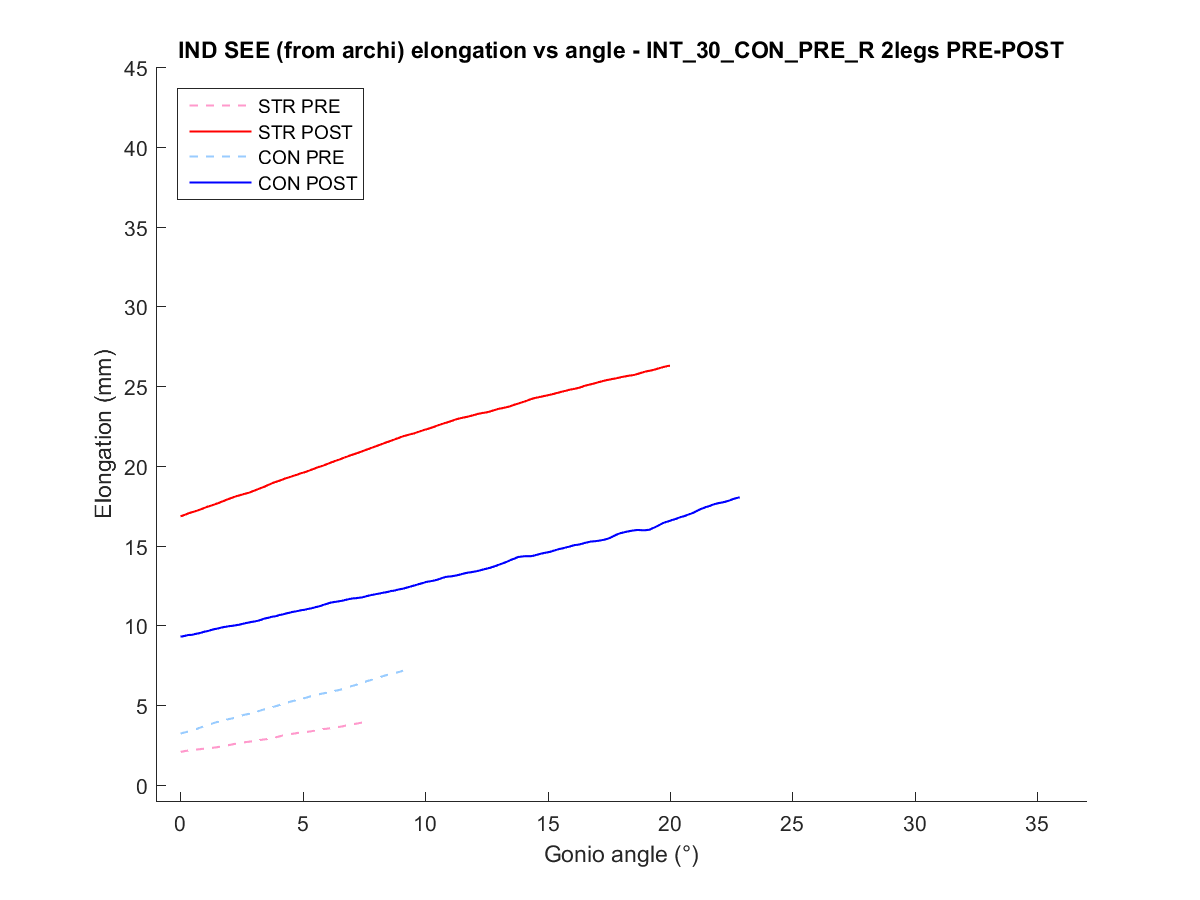 IND SEE (from archi) elongation vs angle - INT_30_CON_PRE_R 2legs PRE-POST
STR PRE
STR POST
CON PRE
CON POST
45
40
35
30
25
20
15
10
5
0
Elongation (mm)
0 5 10 15 20 25 30 35
Gonio angle (°)